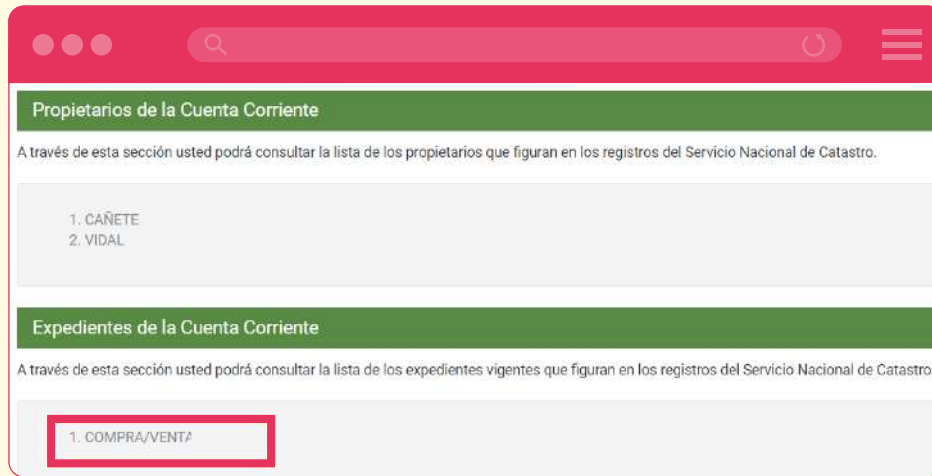 Propietarios de la Cuenta Corriente
A través de esta sección usted podrá consultar la lista de los propietarios que figuran en los registros del Servicio Nacional de Catastro.
1. CAÑETE
2. VIDAL
Expedientes de la Cuenta Corriente
A través de esta sección usted podrá consultar la lista de los expedientes vigentes que figuran en los registros del Servicio Nacional de Catastro
1. COMPRA/VENTA